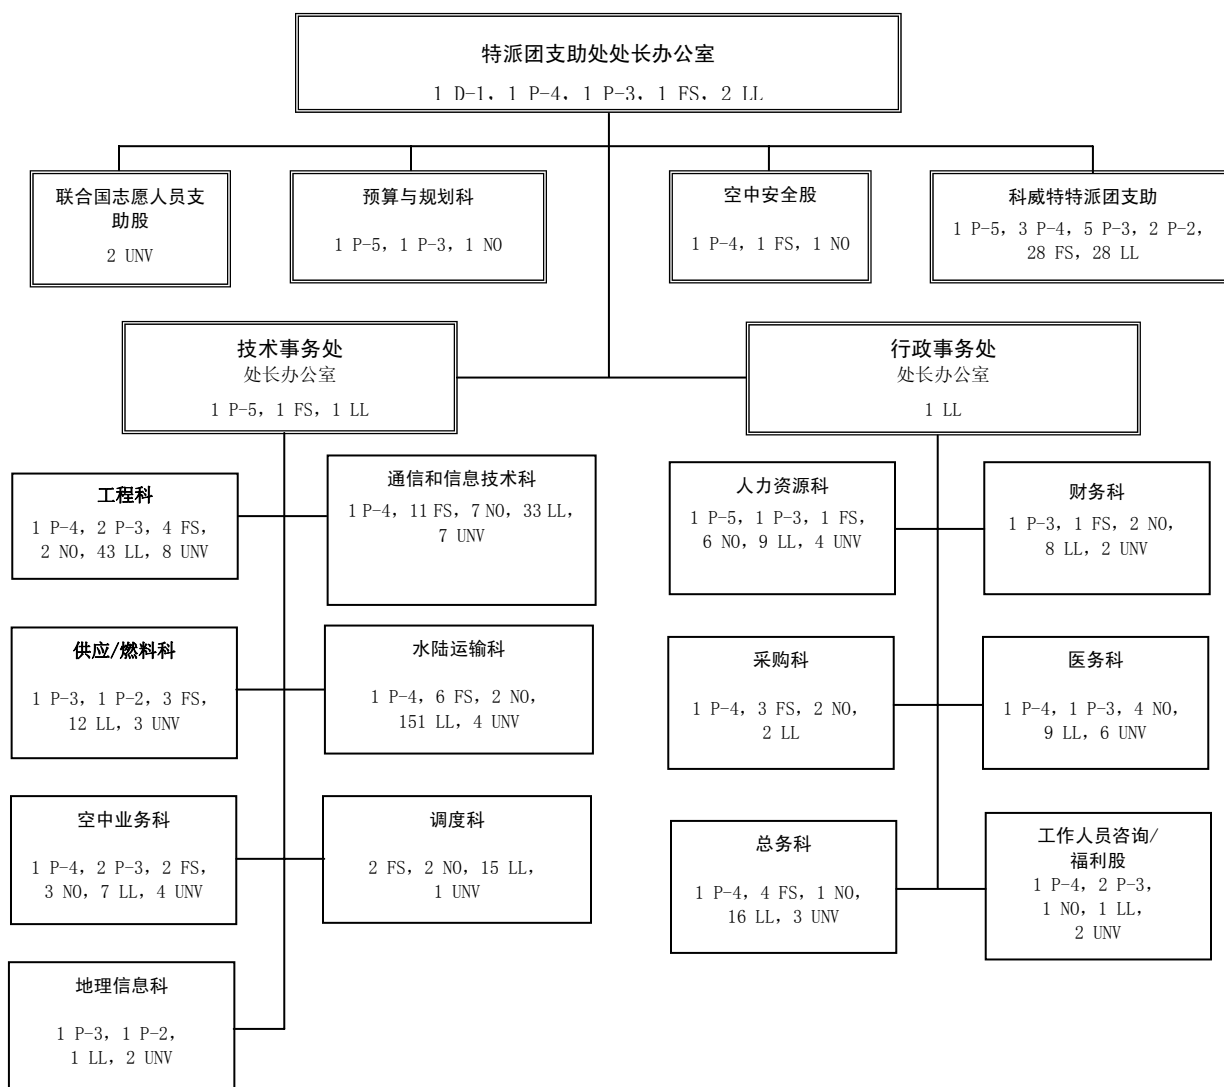 特派团支助处处长办公室
1 D-1, 1 P-4, 1 P-3, 1 FS, 2 LL
联合国志愿人员支
助股
2 UNV
预算与规划科
1 P-5, 1 P-3, 1 NO
空中安全股
1 P-4, 1 FS, 1 NO
科威特特派团支助
1 P-5, 3 P-4, 5 P-3, 2 P-2,
28 FS, 28 LL
技术事务处
处长办公室
1 P-5, 1 FS, 1 LL
行政事务处
处长办公室
1 LL
工程科
1 P-4, 2 P-3, 4 FS,
2 NO, 43 LL, 8 UNV
通信和信息技术科
1 P-4, 11 FS, 7 NO, 33 LL,
7 UNV
人力资源科
1 P-5, 1 P-3, 1 FS,
6 NO, 9 LL, 4 UNV
财务科
1 P-3, 1 FS, 2 NO,
8 LL, 2 UNV
供应/燃料科
1 P-3, 1 P-2, 3 FS,
12 LL, 3 UNV
水陆运输科
1 P-4, 6 FS, 2 NO,
151 LL, 4 UNV
采购科
1 P-4, 3 FS, 2 NO,
2 LL
医务科
1 P-4, 1 P-3, 4 NO,
9 LL, 6 UNV
空中业务科
1 P-4, 2 P-3, 2 FS,
3 NO, 7 LL, 4 UNV
调度科
2 FS, 2 NO, 15 LL,
1 UNV
总务科
1 P-4, 4 FS, 1 NO,
16 LL, 3 UNV
工作人员咨询/
福利股
1 P-4, 2 P-3,
1 NO, 1 LL,
2 UNV
地理信息科
1 P-3, 1 P-2,
1 LL, 2 UNV